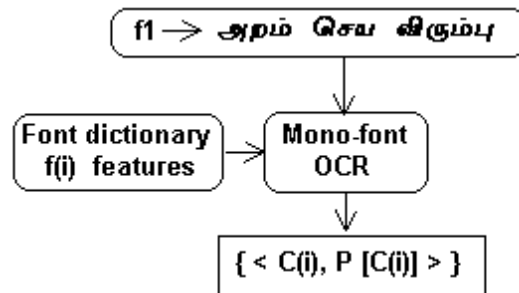 f1 → அறம் செய விரும்பு
Font dictionary
f(i) features
Mono-font
OCR
{ < C(i), P [C(i)] > }